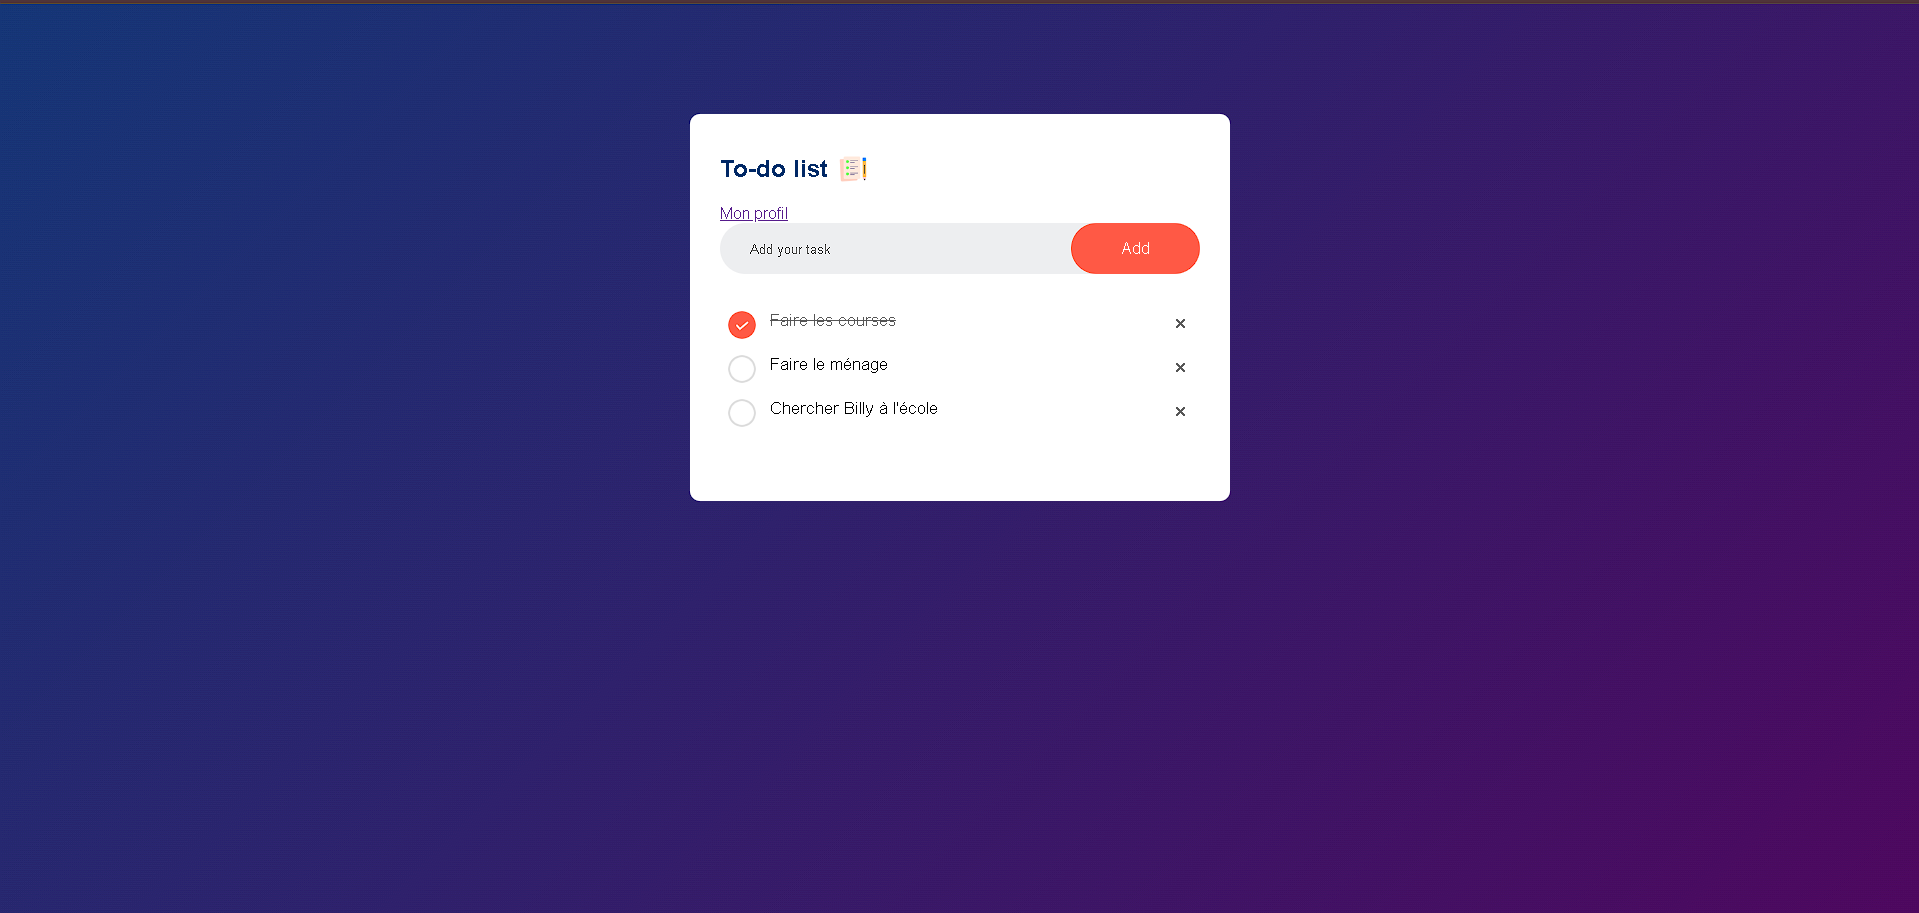 To-do list
Mon profil
Add your task
Add
Faire les courses
Faire le ménage
Chercher Billy à l'école